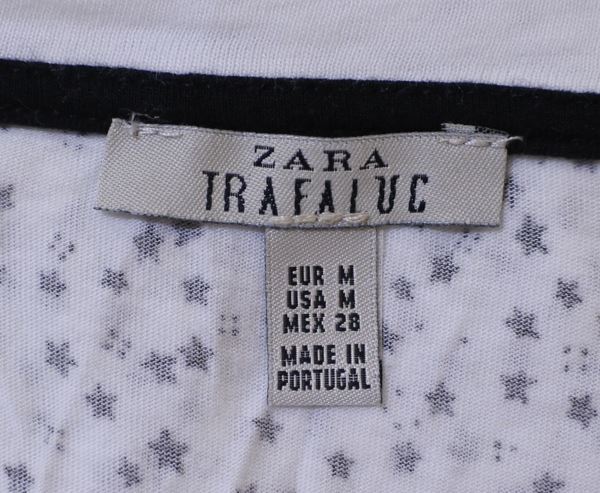 ZARA
TRAFALUC
EUR M
USA M
MEX 28
MADE IN
PORTUGAL